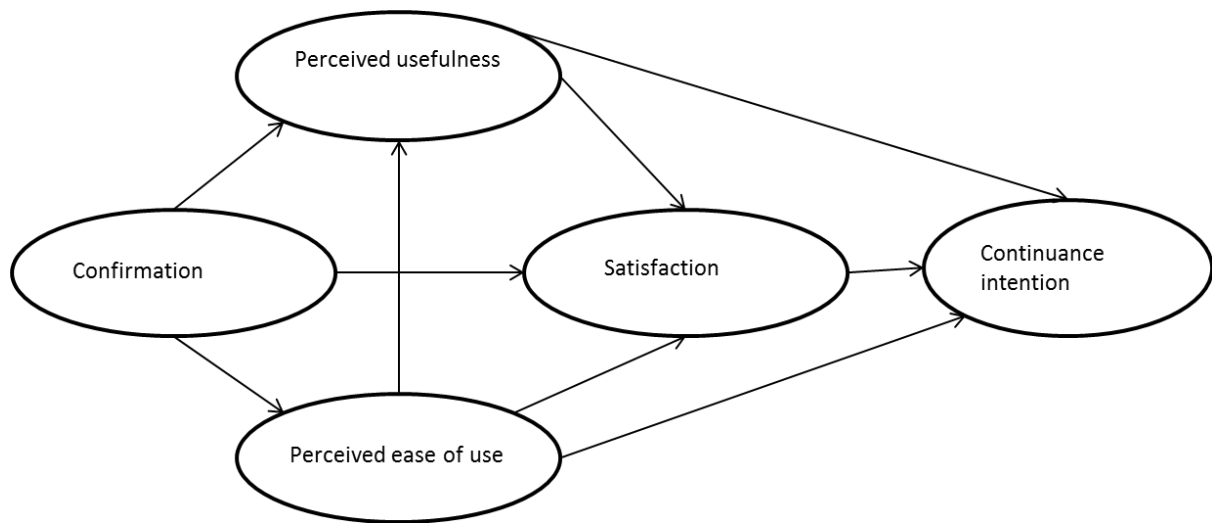 Perceived usefulness
Confirmation
Satisfaction
Continuance
intention
Perceived ease of use